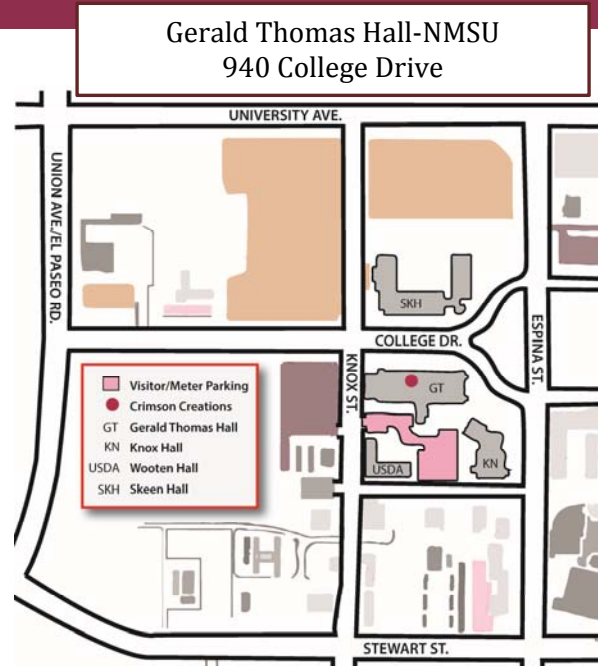 Gerald Thomas Hall-NMSU
940 College Drive
UNIVERSITY AVE.
UNION AVE./EL PASEO RD.
SKH
COLLEGE DR.
ESPINA ST.
KNOX ST.
GT
Visitor/Meter Parking
Crimson Creations
GT Gerald Thomas Hall
KN Knox Hall
USDA Wooten Hall
SKH Skeen Hall
USDA
KN
STEWART ST.